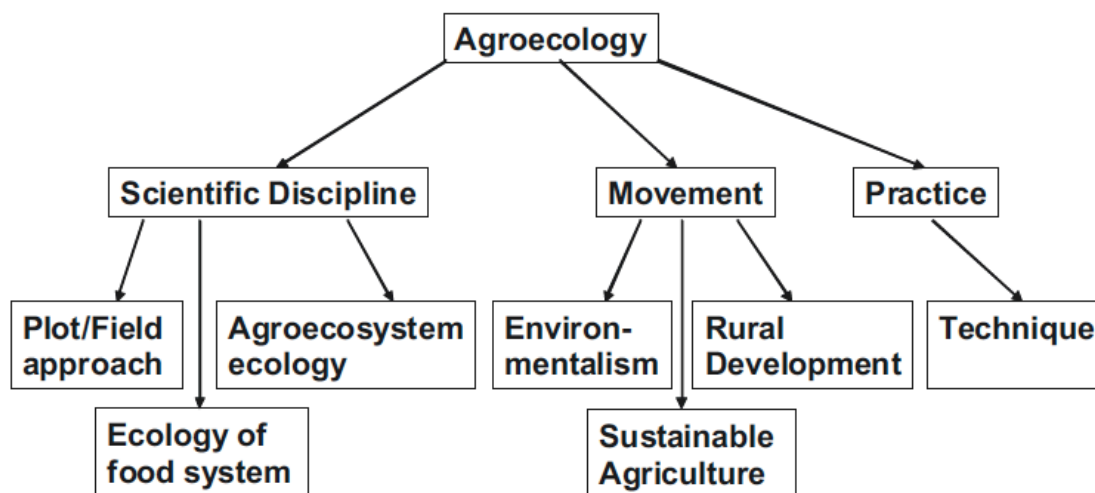 Agroecology
Scientific Discipline
Movement
Practice
Plot/Field
approach
Agroecosystem
ecology
Environ-
mentalism
Rural
Development
Technique
Ecology of
food system
Sustainable
Agriculture